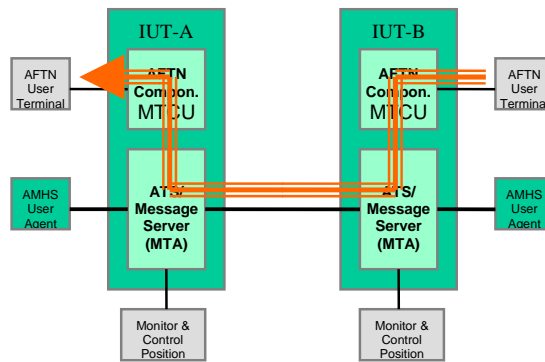 IUT-A
IUT-B
AFTN
User
Terminal
AFTN
Compon.
MTCU
AFTN
Compon.
MTCU
AFTN
User
Terminal
AMHS
User
Agent
ATS/
Message
Server
(MTA)
ATS/
Message
Server
(MTA)
AMHS
User
Agent
Monitor &
Control
Position
Monitor &
Control
Position